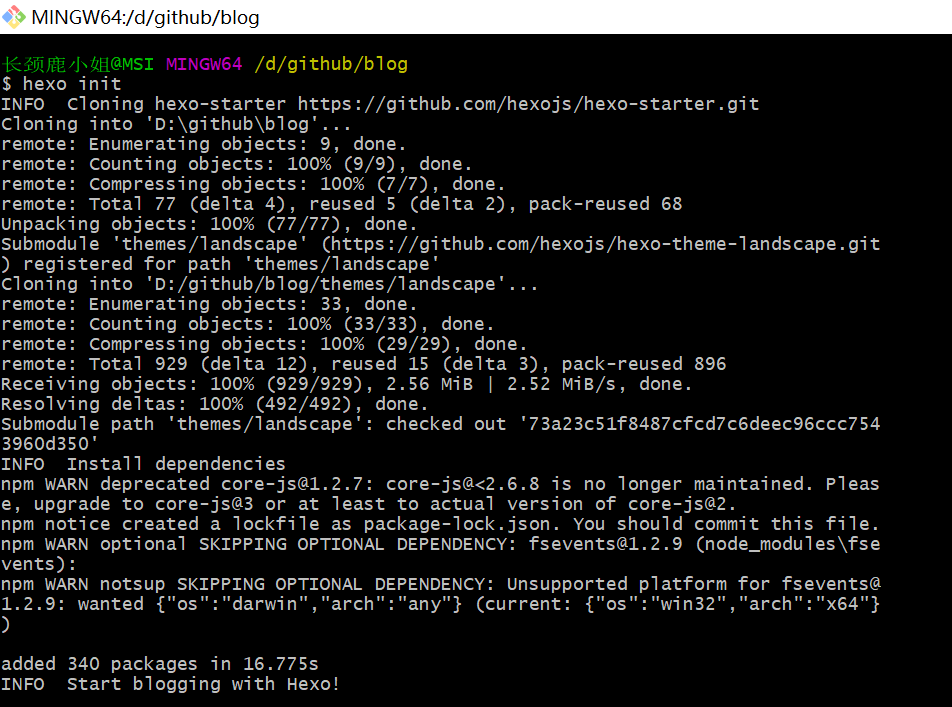 MINGW64:/d/github/blog
长颈鹿小姐@MSI MINGW64 /d/github/blog
$ hexo init
INFO  Cloning hexo-starter https://github.com/hexojs/hexo-starter.git
Cloning into 'D:\github\blog'...
remote: Enumerating objects: 9, done.
remote: Counting objects: 100% (9/9), done.
remote: Compressing objects: 100% (7/7), done.
remote: Total 77 (delta 4), reused 5 (delta 2), pack-reused 68
Unpacking objects: 100% (77/77), done.
Submodule 'themes/landscape' (https://github.com/hexojs/hexo-theme-landscape.git
) registered for path 'themes/landscape'
Cloning into 'D:/github/blog/themes/landscape'...
remote: Enumerating objects: 33, done.
remote: Counting objects: 100% (33/33), done.
remote: Compressing objects: 100% (29/29), done.
remote: Total 929 (delta 12), reused 15 (delta 3), pack-reused 896
Receiving objects: 100% (929/929), 2.56 MiB | 2.52 MiB/s, done.
Resolving deltas: 100% (492/492), done.
Submodule path 'themes/landscape': checked out '73a23c51f8487cfcd7c6deec96ccc754
3960d350'
INFO  Install dependencies
npm WARN deprecated core-js@1.2.7: core-js@<2.6.8 is no longer maintained. Pleas
e, upgrade to core-js@3 or at least to actual version of core-js@2.
npm notice created a lockfile as package-lock.json. You should commit this file.
npm WARN optional SKIPPING OPTIONAL DEPENDENCY: fsevents@1.2.9 (node_modules\fse
vents):
npm WARN notsup SKIPPING OPTIONAL DEPENDENCY: Unsupported platform for fsevents@
1.2.9: wanted {"os":"darwin","arch":"any"} (current: {"os":"win32","arch":"x64"}
)
added 340 packages in 16.775s
INFO  Start blogging with Hexo!